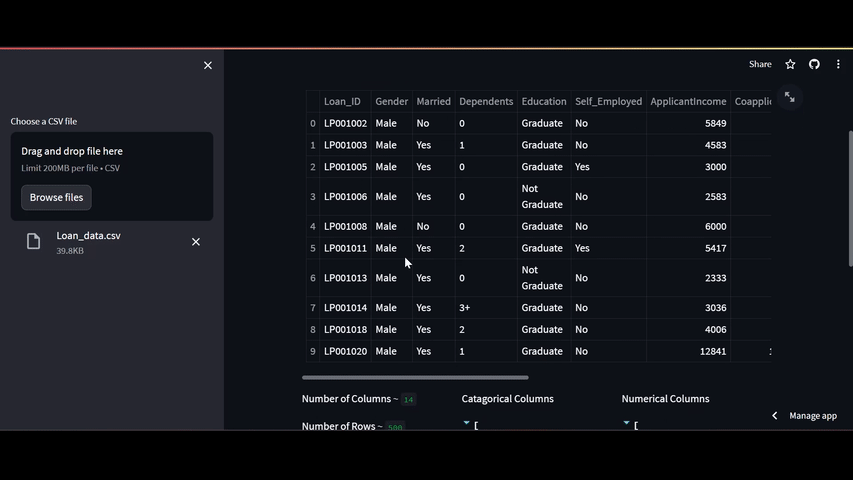 Share
Choose a CSV file
Drag and drop file here
Limit 200MB per file • CSV
Browse files
Loan_data.csv
39.8KB
Loan_ID Gender Married Dependents Education Self_Employed ApplicantIncome
0 LP001002 Male No 0 Graduate No 5849
1 LP001003 Male Yes 1 Graduate No 4583
2 LP001005 Male Yes 0 Graduate Yes 3000
3 LP001006 Male Yes 0 Not Graduate No 2583
4 LP001008 Male No 0 Graduate No 6000
5 LP001011 Male Yes 2 Graduate Yes 5417
6 LP001013 Male Yes 0 Not Graduate No 2333
7 LP001014 Male Yes 3+ Graduate No 3036
8 LP001018 Male Yes 2 Graduate No 4006
9 LP001020 Male Yes 1 Graduate No 12841
Number of Columns ~ 14
Catagorical Columns
Numerical Columns
Number of Rows ~ 500
[
[
Manage app